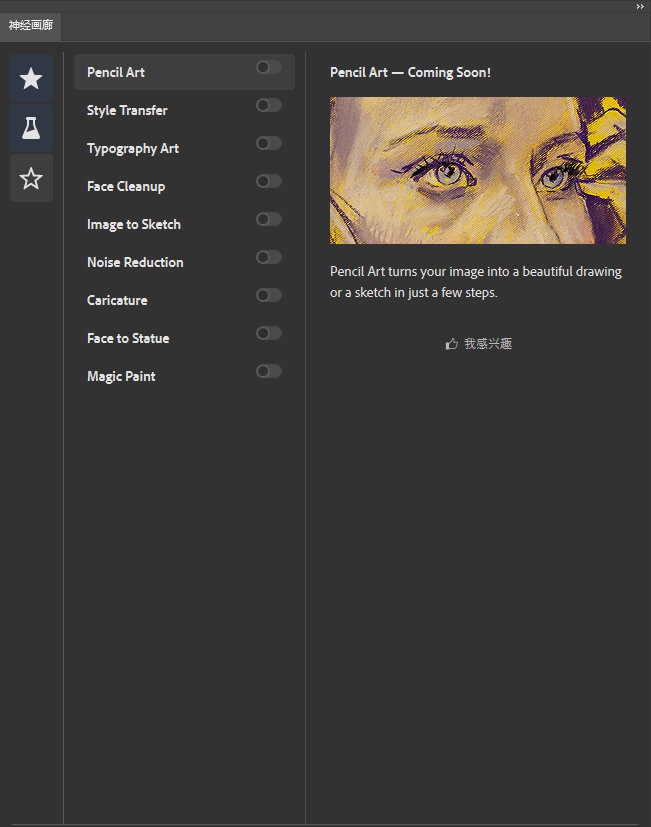 神经画廊
Pencil Art
Style Transfer
Typography Art
Face Cleanup
Image to Sketch
Noise Reduction
Caricature
Face to Statue
Magic Paint
Pencil Art — Coming Soon!
Pencil Art turns your image into a beautiful drawing
or a sketch in just a few steps.
我感兴趣